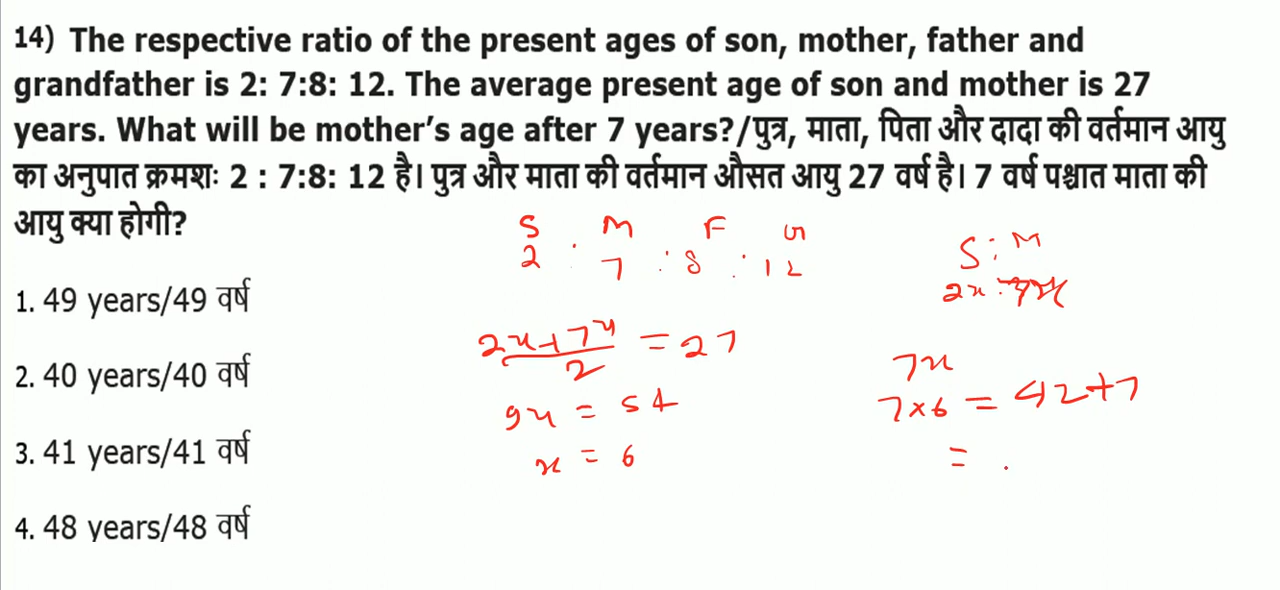 14) The respective ratio of the present ages of son, mother, father and
grandfather is 2: 7:8: 12. The average present age of son and mother is 27
years. What will be mother's age after 7 years?/पुत्र, माता, पिता और दादा की वर्तमान आयु
का अनुपात क्रमशः 2 : 7:8: 12 है। पुत्र और माता की वर्तमान औसत आयु 27 वर्ष है। 7 वर्ष पश्चात माता की
आयु क्या होगी?
S M F G
2 : 7 : 8 : 12
S : M
2x : 7x
1. 49 years/49 वर्ष
2x+7x/2 = 27
7x
2. 40 years/40 वर्ष
9x = 54
7×6 = 42+7
3. 41 years/41 वर्ष
x = 6
= .
4. 48 years/48 वर्ष